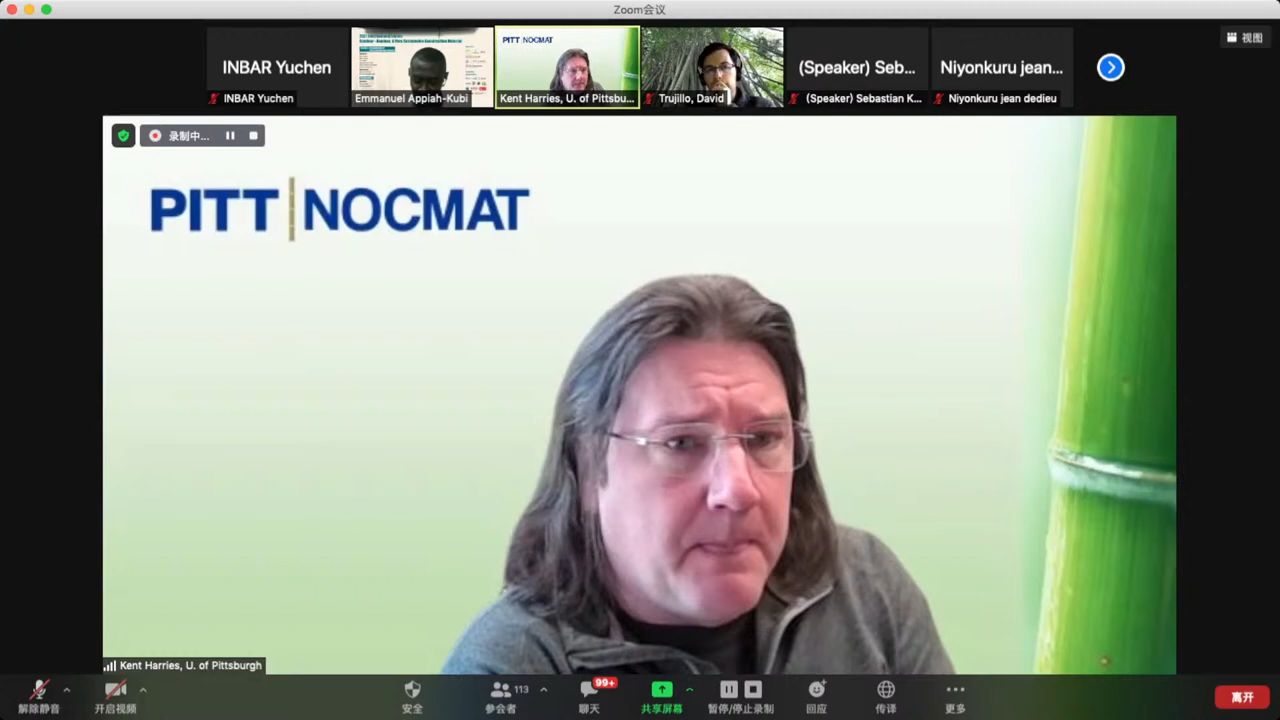 Zoom会议
INBAR Yuchen
(Speaker) Seb...
Niyonkuru jean...
视图
INBAR Yuchen
Emmanuel Appiah-Kubi
PITT NOCMAT
Kent Harries, U. of Pittsbu...
Trujillo, David
(Speaker) Sebastian K...
Niyonkuru jean dedieu
录制中...
PITT NOCMAT
Kent Harries, U. of Pittsburgh
113
99+
解除静音
开启视频
安全
参会者
聊天
共享屏幕
暂停/停止录制
回应
传译
更多
离开